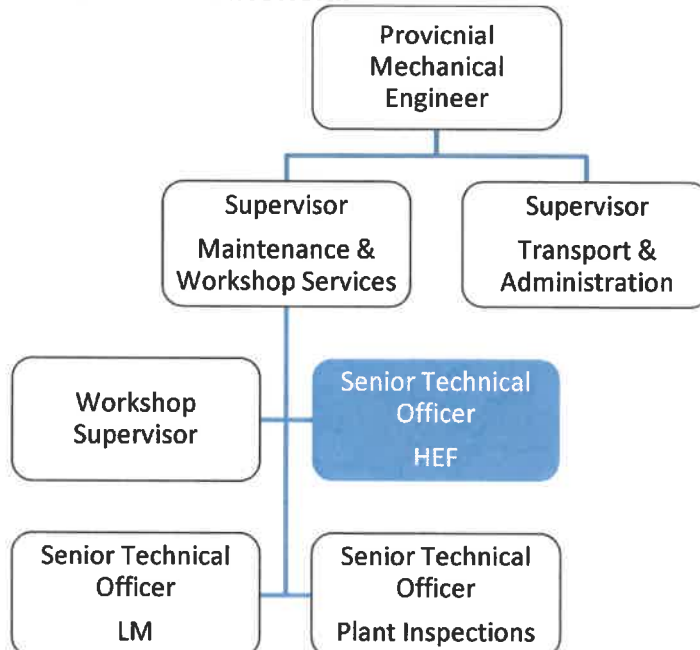 Provicnial
Mechanical
Engineer
Supervisor
Maintenance &
Workshop Services
Supervisor
Transport &
Administration
Workshop
Supervisor
Senior Technical
Officer
HEF
Senior Technical
Officer
LM
Senior Technical
Officer
Plant Inspections